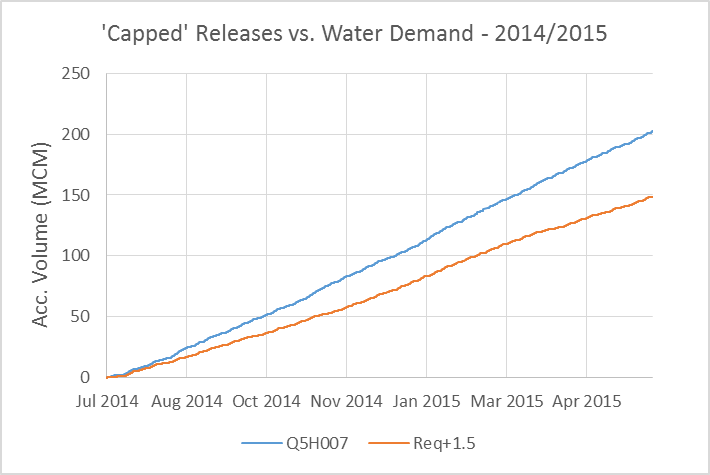 'Capped' Releases vs. Water Demand - 2014/2015
250
200
150
100
50
0
Acc. Volume (MCM)
Jul 2014 Aug 2014 Oct 2014 Nov 2014 Jan 2015 Mar 2015 Apr 2015
Q5H007 Req+1.5